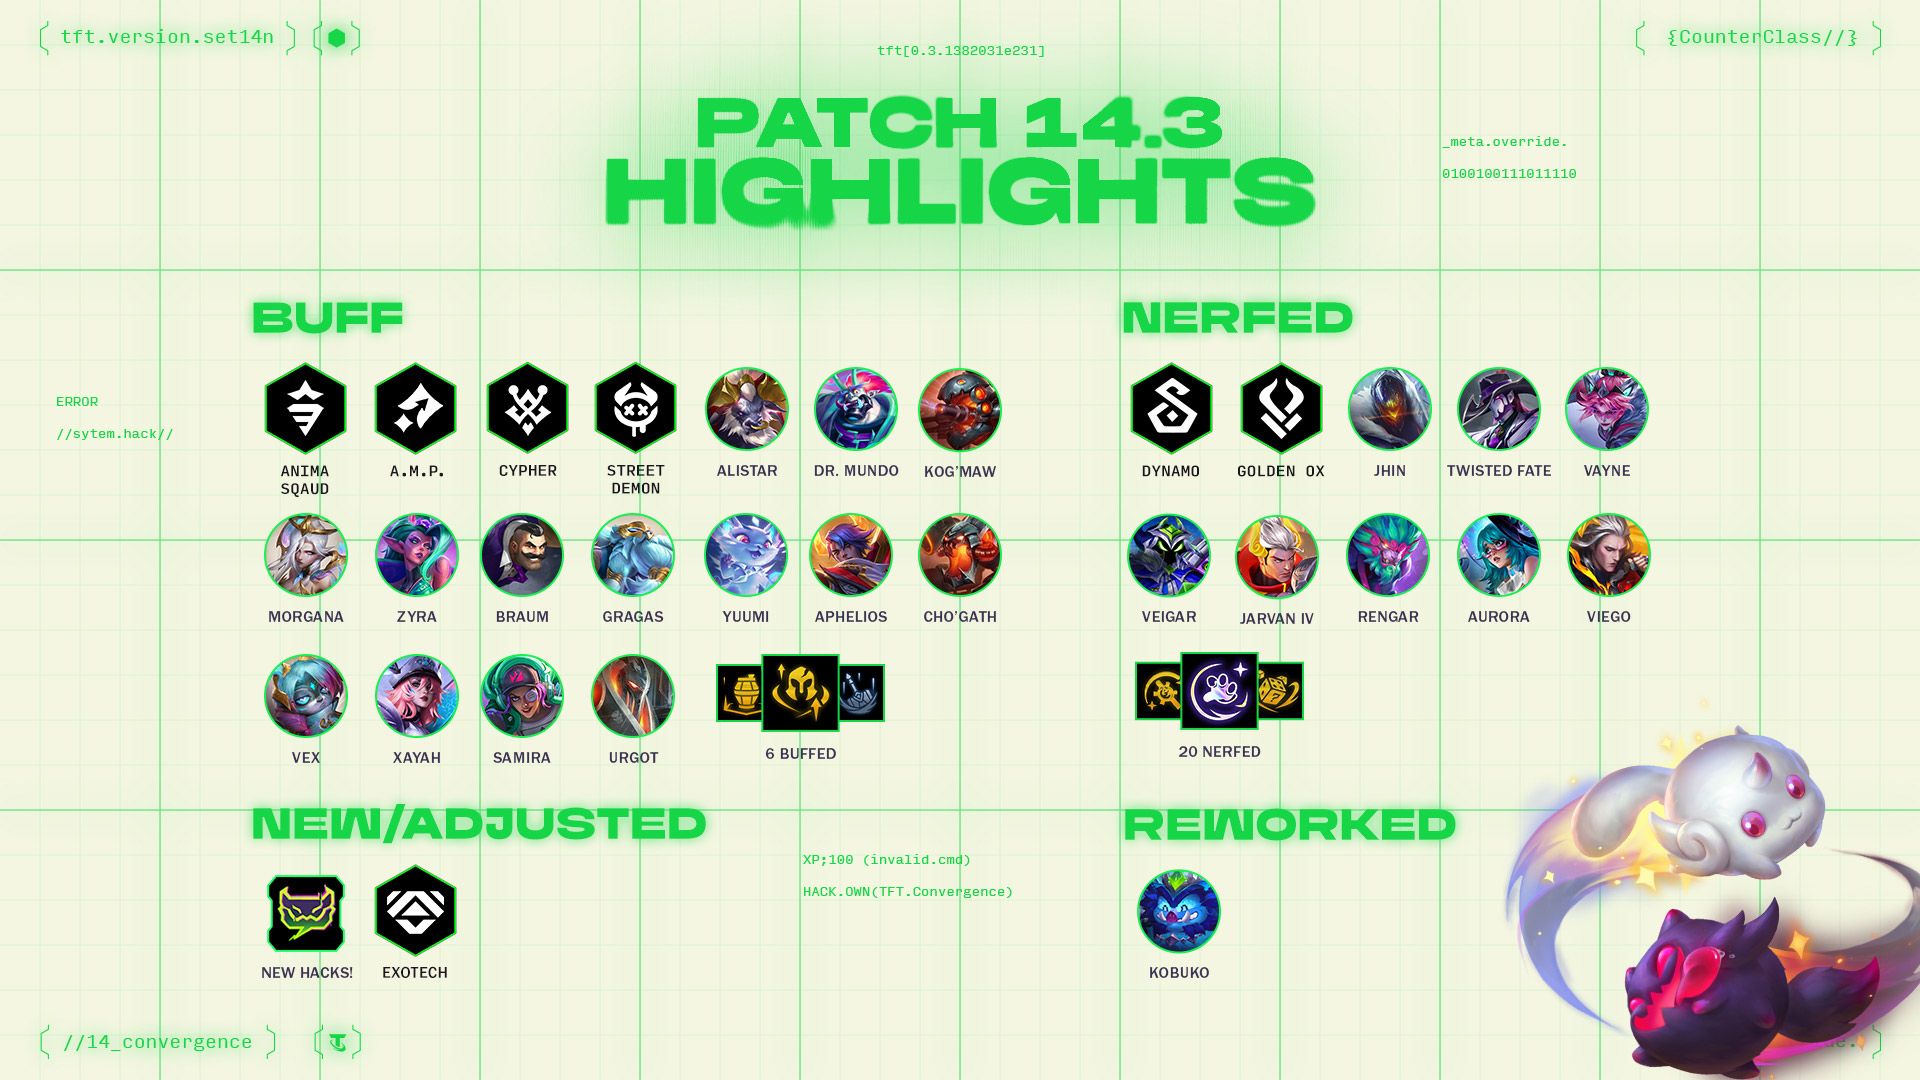 tft.version.set14n
{CounterClass//}
tft[0.3.1382031e231]
PATCH 14.3
HIGHLIGHTS
_meta.override.
0100100111011110
BUFF
ERROR
//sytem.hack//
ANIMA
SQAUD
A.M.P.
CYPHER
STREET
DEMON
ALISTAR
DR. MUNDO
KOG'MAW
MORGANA
ZYRA
BRAUM
GRAGAS
YUUMI
APHELIOS
CHO'GATH
VEX
XAYAH
SAMIRA
URGOT
6 BUFFED
NERFED
DYNAMO
GOLDEN OX
JHIN
TWISTED FATE
VAYNE
VEIGAR
JARVAN IV
RENGAR
AURORA
VIEGO
20 NERFED
NEW/ADJUSTED
NEW HACKS!
EXOTECH
XP;100 (invalid.cmd)
HACK.OWN(TFT.Convergence)
REWORKED
KOBUKO
//14_convergence